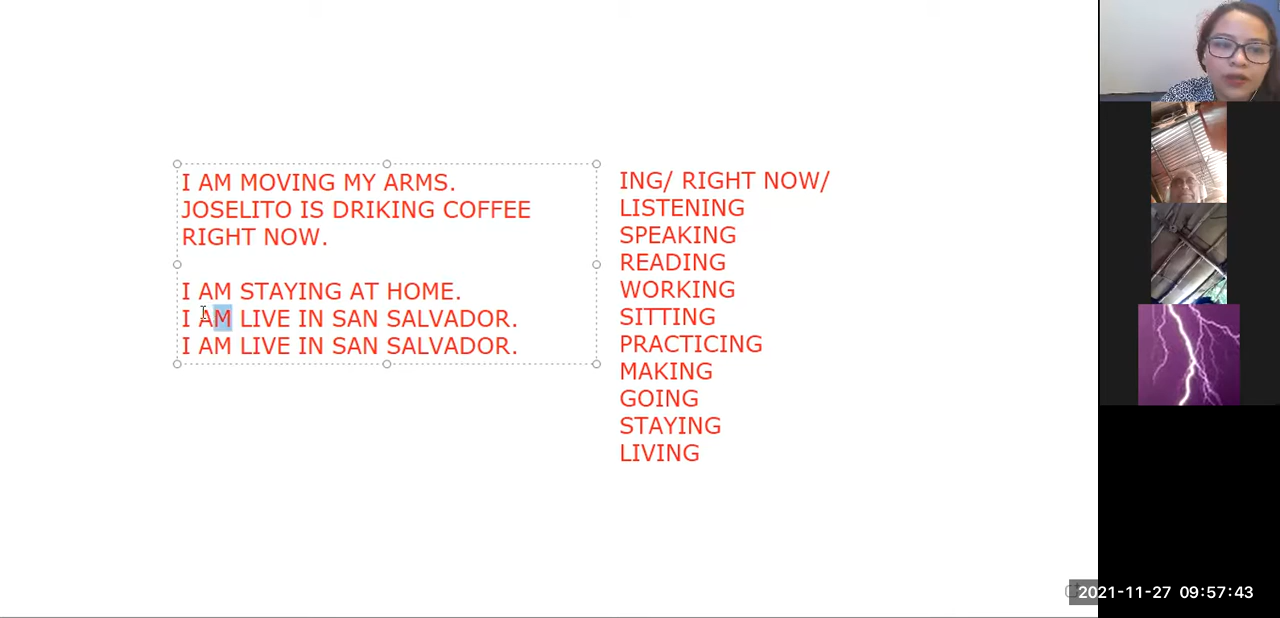 I AM MOVING MY ARMS.
JOSELITO IS DRIKING COFFEE
RIGHT NOW.
I AM STAYING AT HOME.
I AM LIVE IN SAN SALVADOR.
I AM LIVE IN SAN SALVADOR.
ING/ RIGHT NOW/
LISTENING
SPEAKING
READING
WORKING
SITTING
PRACTICING
MAKING
GOING
STAYING
LIVING
2021-11-27 09:57:43